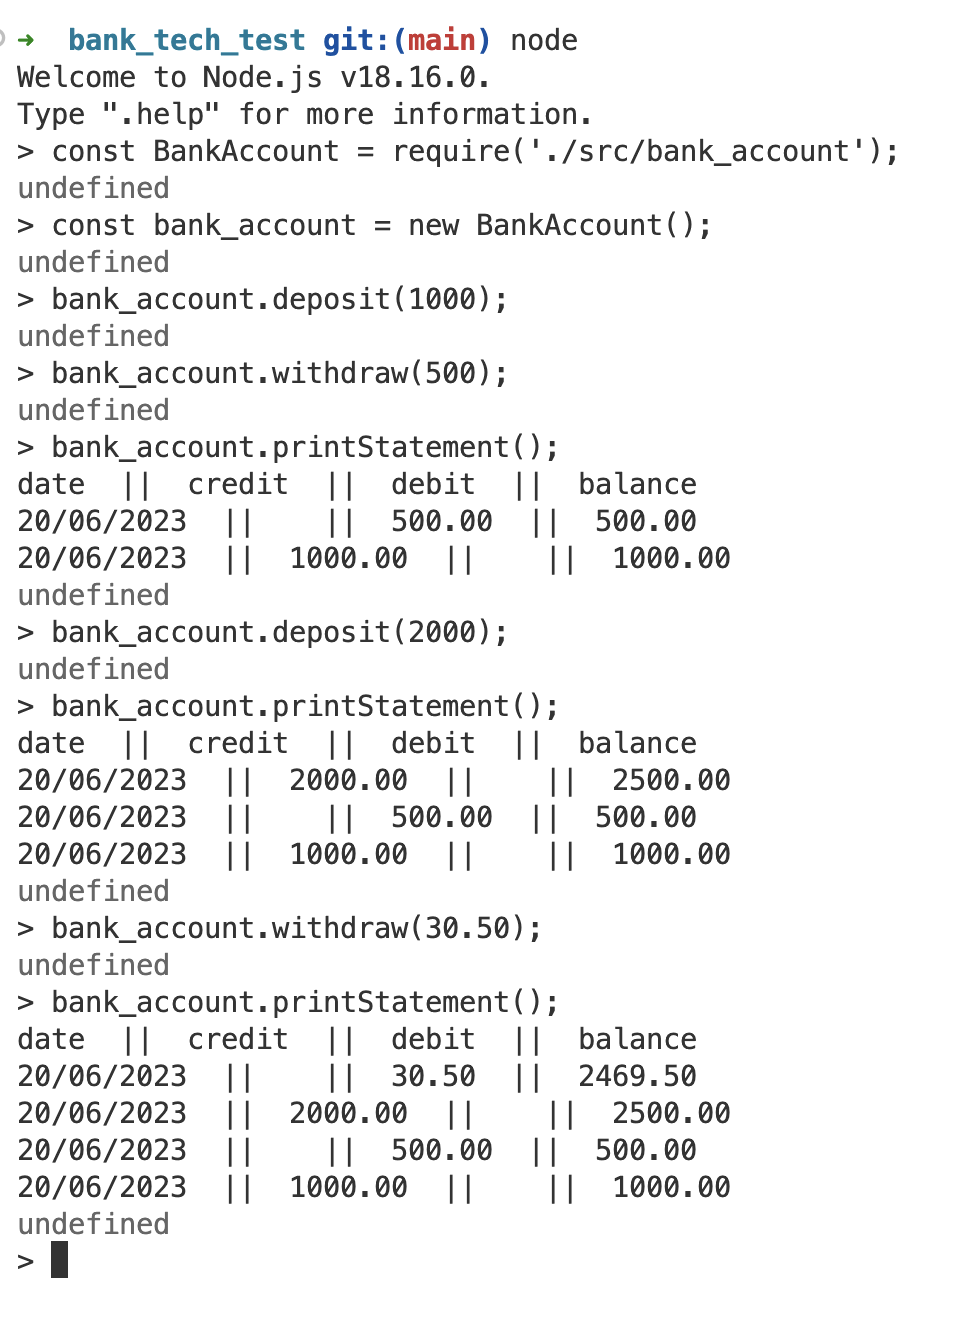 ➜  bank_tech_test git:(main) node
Welcome to Node.js v18.16.0.
Type ".help" for more information.
> const BankAccount = require('./src/bank_account');
undefined
> const bank_account = new BankAccount();
undefined
> bank_account.deposit(1000);
undefined
> bank_account.withdraw(500);
undefined
> bank_account.printStatement();
date  ||  credit  ||  debit  ||  balance
20/06/2023  ||    ||  500.00  ||  500.00
20/06/2023  ||  1000.00  ||    ||  1000.00
undefined
> bank_account.deposit(2000);
undefined
> bank_account.printStatement();
date  ||  credit  ||  debit  ||  balance
20/06/2023  ||  2000.00  ||    ||  2500.00
20/06/2023  ||    ||  500.00  ||  500.00
20/06/2023  ||  1000.00  ||    ||  1000.00
undefined
> bank_account.withdraw(30.50);
undefined
> bank_account.printStatement();
date  ||  credit  ||  debit  ||  balance
20/06/2023  ||    ||  30.50  ||  2469.50
20/06/2023  ||  2000.00  ||    ||  2500.00
20/06/2023  ||    ||  500.00  ||  500.00
20/06/2023  ||  1000.00  ||    ||  1000.00
undefined
>